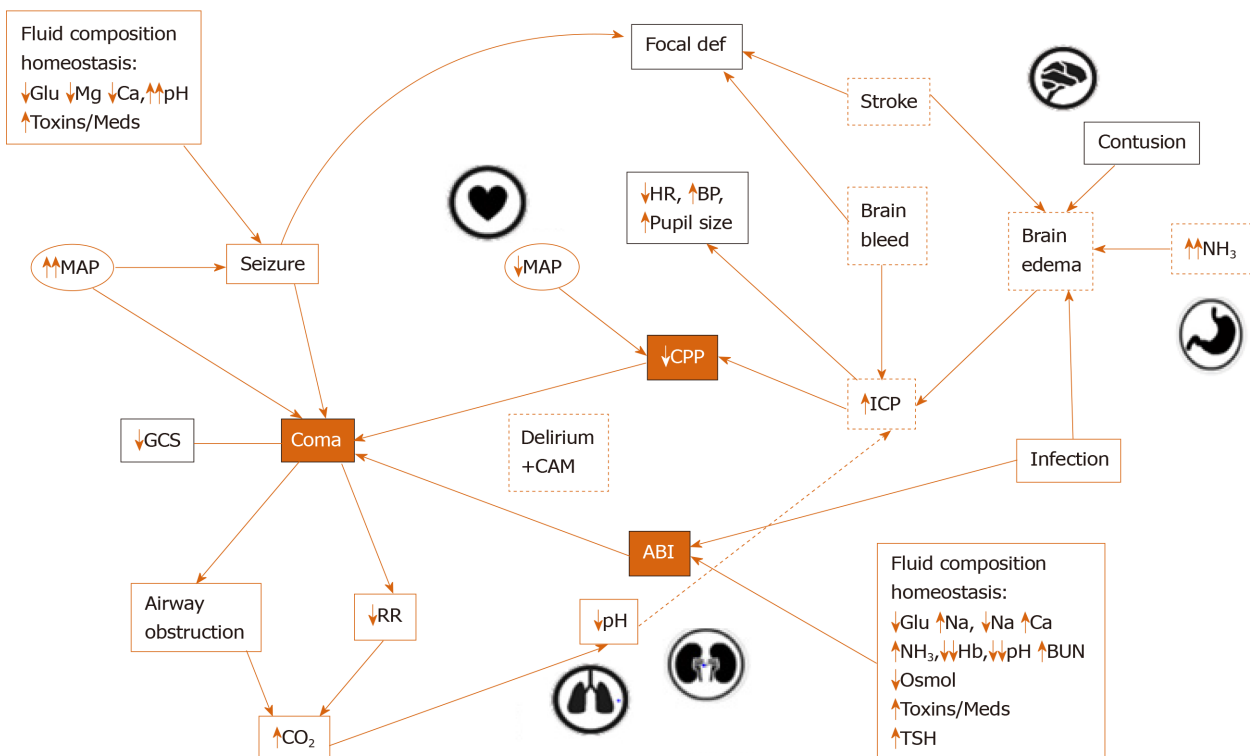 Fluid composition
homeostasis:
↓Glu ↓Mg ↓Ca,↑↑pH
↑Toxins/Meds
Focal def
Stroke
Contusion
↓HR, ↑BP,
↑Pupil size
Brain
bleed
Brain
edema
↑↑NH₃
↑↑MAP
Seizure
↓MAP
↓CPP
↑ICP
↓GCS
Coma
Delirium
+CAM
Infection
ABI
Airway
obstruction
↓RR
↓pH
↑CO₂
Fluid composition
homeostasis:
↓Glu ↑Na, ↓Na ↑Ca
↑NH₃,↓↓Hb,↓↓pH ↑BUN
↓Osmol
↑Toxins/Meds
↑TSH